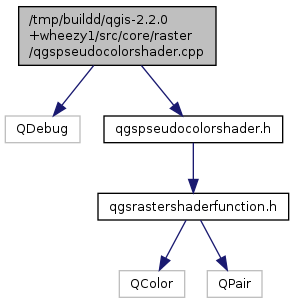 /tmp/buildd/qgis-2.2.0
+wheezy1/src/core/raster
/qgspseudocolorshader.cpp
QDebug
qgspseudocolorshader.h
qgsrastershaderfunction.h
QColor
QPair